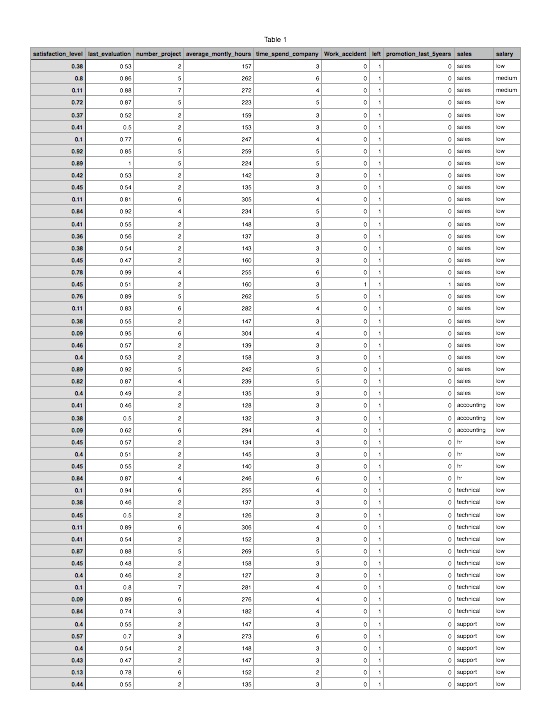 Table 1
satisfaction_level last_evaluation number_project average_montly_hours time_spend_company Work_accident left promotion_last_5years sales salary
0.38 0.53 2 157 3 0 1 0 sales low
0.8 0.86 5 262 6 0 1 0 sales medium
0.11 0.88 7 272 4 0 1 0 sales medium
0.72 0.87 5 223 5 0 1 0 sales low
0.37 0.52 2 159 3 0 1 0 sales low
0.41 0.5 2 153 3 0 1 0 sales low
0.1 0.77 6 247 4 0 1 0 sales low
0.92 0.85 5 259 5 0 1 0 sales low
0.89 1 5 224 5 0 1 0 sales low
0.42 0.53 2 142 3 0 1 0 sales low
0.45 0.54 2 135 3 0 1 0 sales low
0.11 0.81 6 305 4 0 1 0 sales low
0.84 0.92 4 234 5 0 1 0 sales low
0.41 0.55 2 148 3 0 1 0 sales low
0.36 0.56 2 137 3 0 1 0 sales low
0.38 0.54 2 143 3 0 1 0 sales low
0.45 0.47 2 160 3 0 1 0 sales low
0.78 0.99 4 255 6 0 1 0 sales low
0.45 0.51 2 160 3 1 1 1 sales low
0.76 0.89 5 262 5 0 1 0 sales low
0.11 0.83 6 282 4 0 1 0 sales low
0.38 0.55 2 147 3 0 1 0 sales low
0.09 0.95 6 304 4 0 1 0 sales low
0.46 0.57 2 139 3 0 1 0 sales low
0.4 0.53 2 158 3 0 1 0 sales low
0.89 0.92 5 242 5 0 1 0 sales low
0.82 0.87 4 239 5 0 1 0 sales low
0.4 0.49 2 135 3 0 1 0 sales low
0.41 0.46 2 128 3 0 1 0 accounting low
0.38 0.5 2 132 3 0 1 0 accounting low
0.09 0.62 6 294 4 0 1 0 accounting low
0.45 0.57 2 134 3 0 1 0 hr low
0.4 0.51 2 145 3 0 1 0 hr low
0.45 0.55 2 140 3 0 1 0 hr low
0.84 0.87 4 246 6 0 1 0 hr low
0.1 0.94 6 255 4 0 1 0 technical low
0.38 0.46 2 137 3 0 1 0 technical low
0.45 0.5 2 126 3 0 1 0 technical low
0.11 0.89 6 306 4 0 1 0 technical low
0.41 0.54 2 152 3 0 1 0 technical low
0.87 0.88 5 269 5 0 1 0 technical low
0.45 0.48 2 158 3 0 1 0 technical low
0.4 0.46 2 127 3 0 1 0 technical low
0.1 0.8 7 281 4 0 1 0 technical low
0.09 0.89 6 276 4 0 1 0 technical low
0.84 0.74 3 182 4 0 1 0 technical low
0.4 0.55 2 147 3 0 1 0 support low
0.57 0.7 3 273 6 0 1 0 support low
0.4 0.54 2 148 3 0 1 0 support low
0.43 0.47 2 147 3 0 1 0 support low
0.13 0.78 6 152 2 0 1 0 support low
0.44 0.55 2 135 3 0 1 0 support low